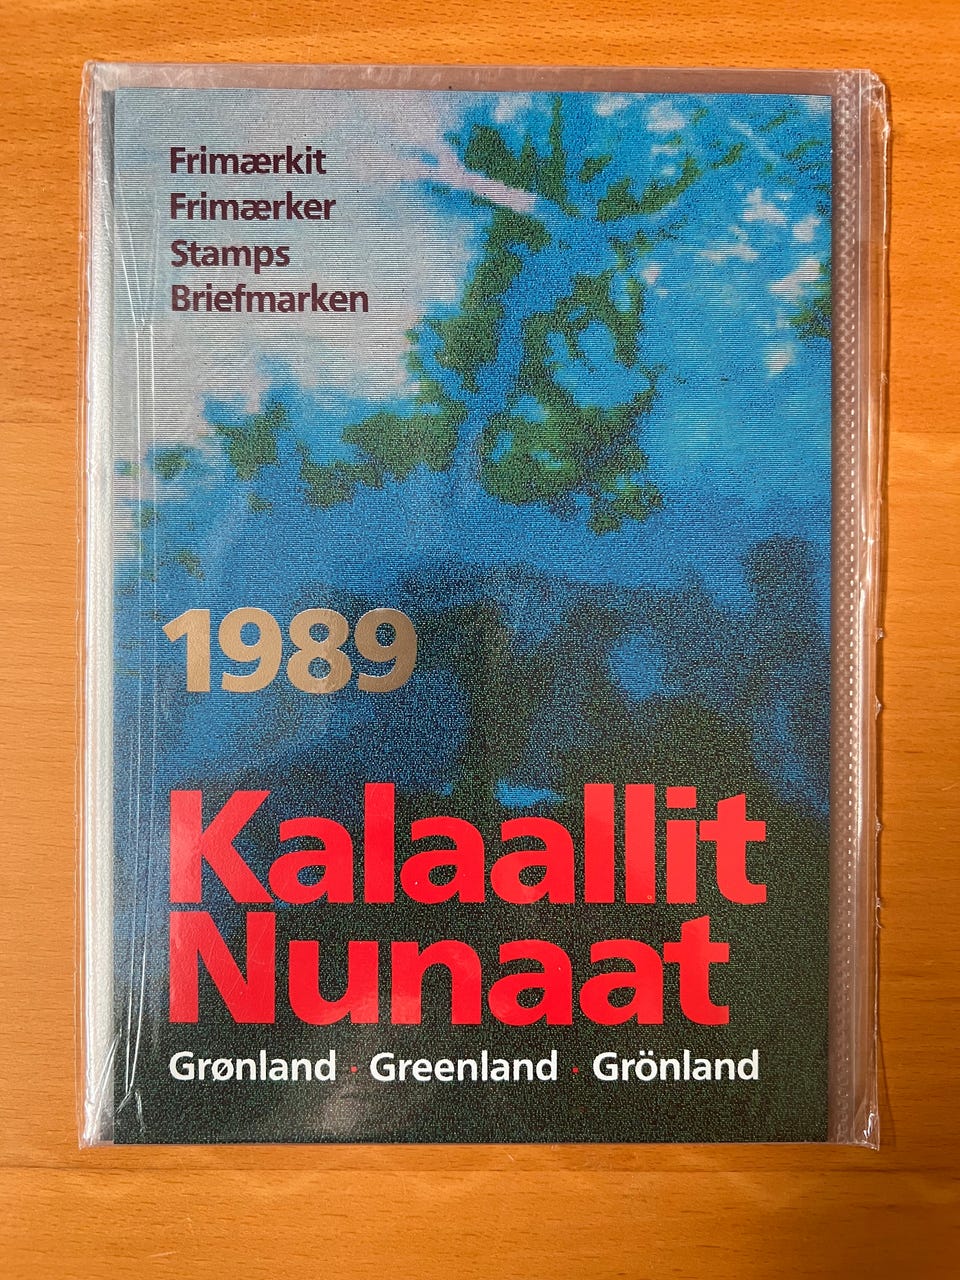 Frimærkit
Frimærker
Stamps
Briefmarken
1989
Kalaallit
Nunaat
Grønland · Greenland · Grönland